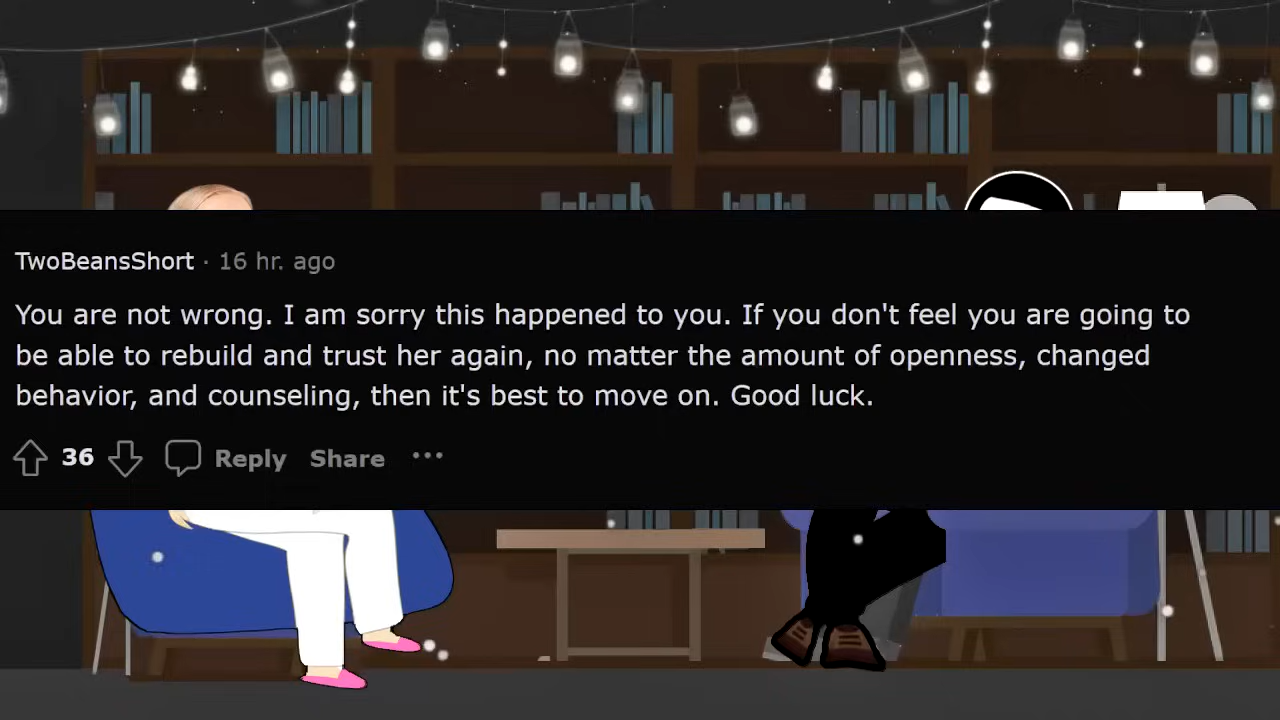 TwoBeansShort · 16 hr. ago
You are not wrong. I am sorry this happened to you. If you don't feel you are going to
be able to rebuild and trust her again, no matter the amount of openness, changed
behavior, and counseling, then it's best to move on. Good luck.
36 Reply Share ···